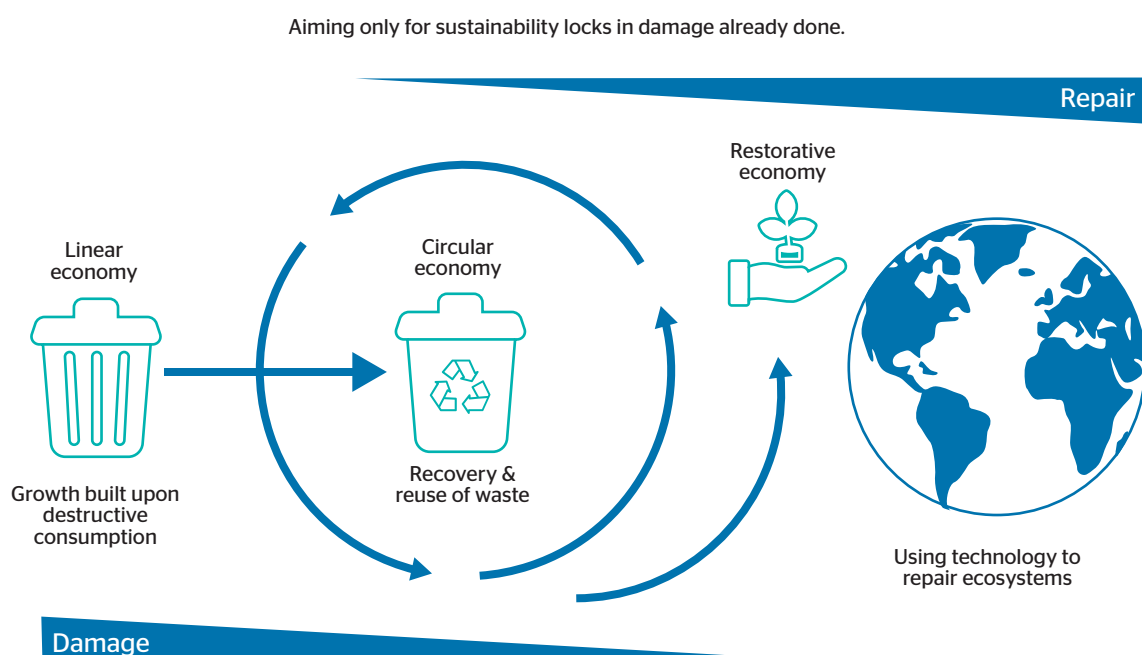 Aiming only for sustainability locks in damage already done.
Repair
Restorative
economy
Linear
economy
Circular
economy
Recovery &
reuse of waste
Growth built upon
destructive
consumption
Using technology to
repair ecosystems
Damage